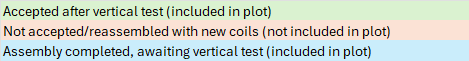 Accepted after vertical test (included in plot)
Not accepted/reassembled with new coils (not included in plot)
Assembly completed, awaiting vertical test (included in plot)